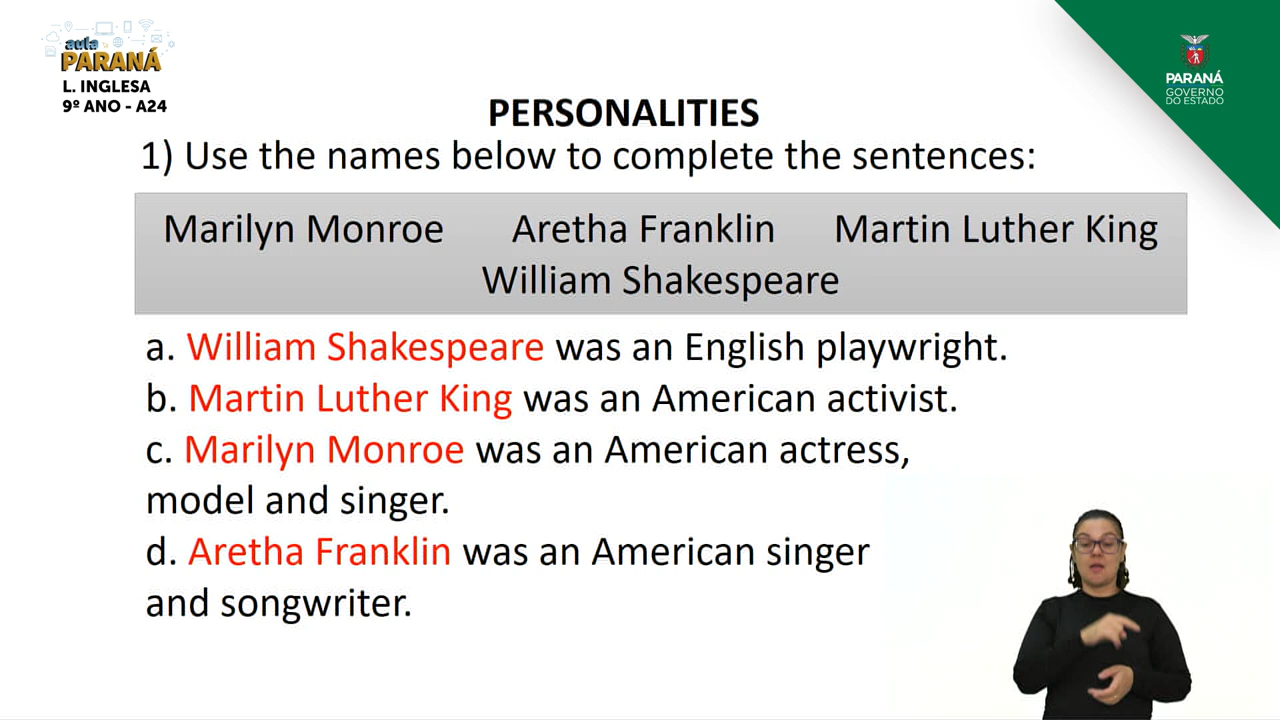 aula
PARANÁ
L. INGLESA
9º ANO - A24
PARANÁ
GOVERNO
DO ESTADO
PERSONALITIES
1) Use the names below to complete the sentences:
Marilyn Monroe Aretha Franklin Martin Luther King
William Shakespeare
a. William Shakespeare was an English playwright.
b. Martin Luther King was an American activist.
c. Marilyn Monroe was an American actress,
model and singer.
d. Aretha Franklin was an American singer
and songwriter.